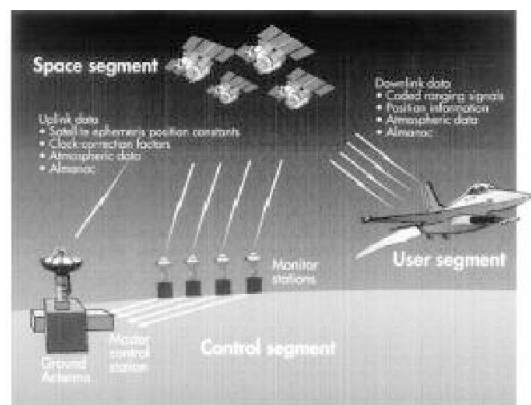 Space segment
Uplink data
• Satellite ephemeris position constants
• Clock-correction factors
• Atmospheric data
• Almanac
Downlink data
• Coded ranging signals
• Position information
• Atmospheric data
• Almanac
Monitor
stations
User segment
Master
control
station
Ground
Antenna
Control segment